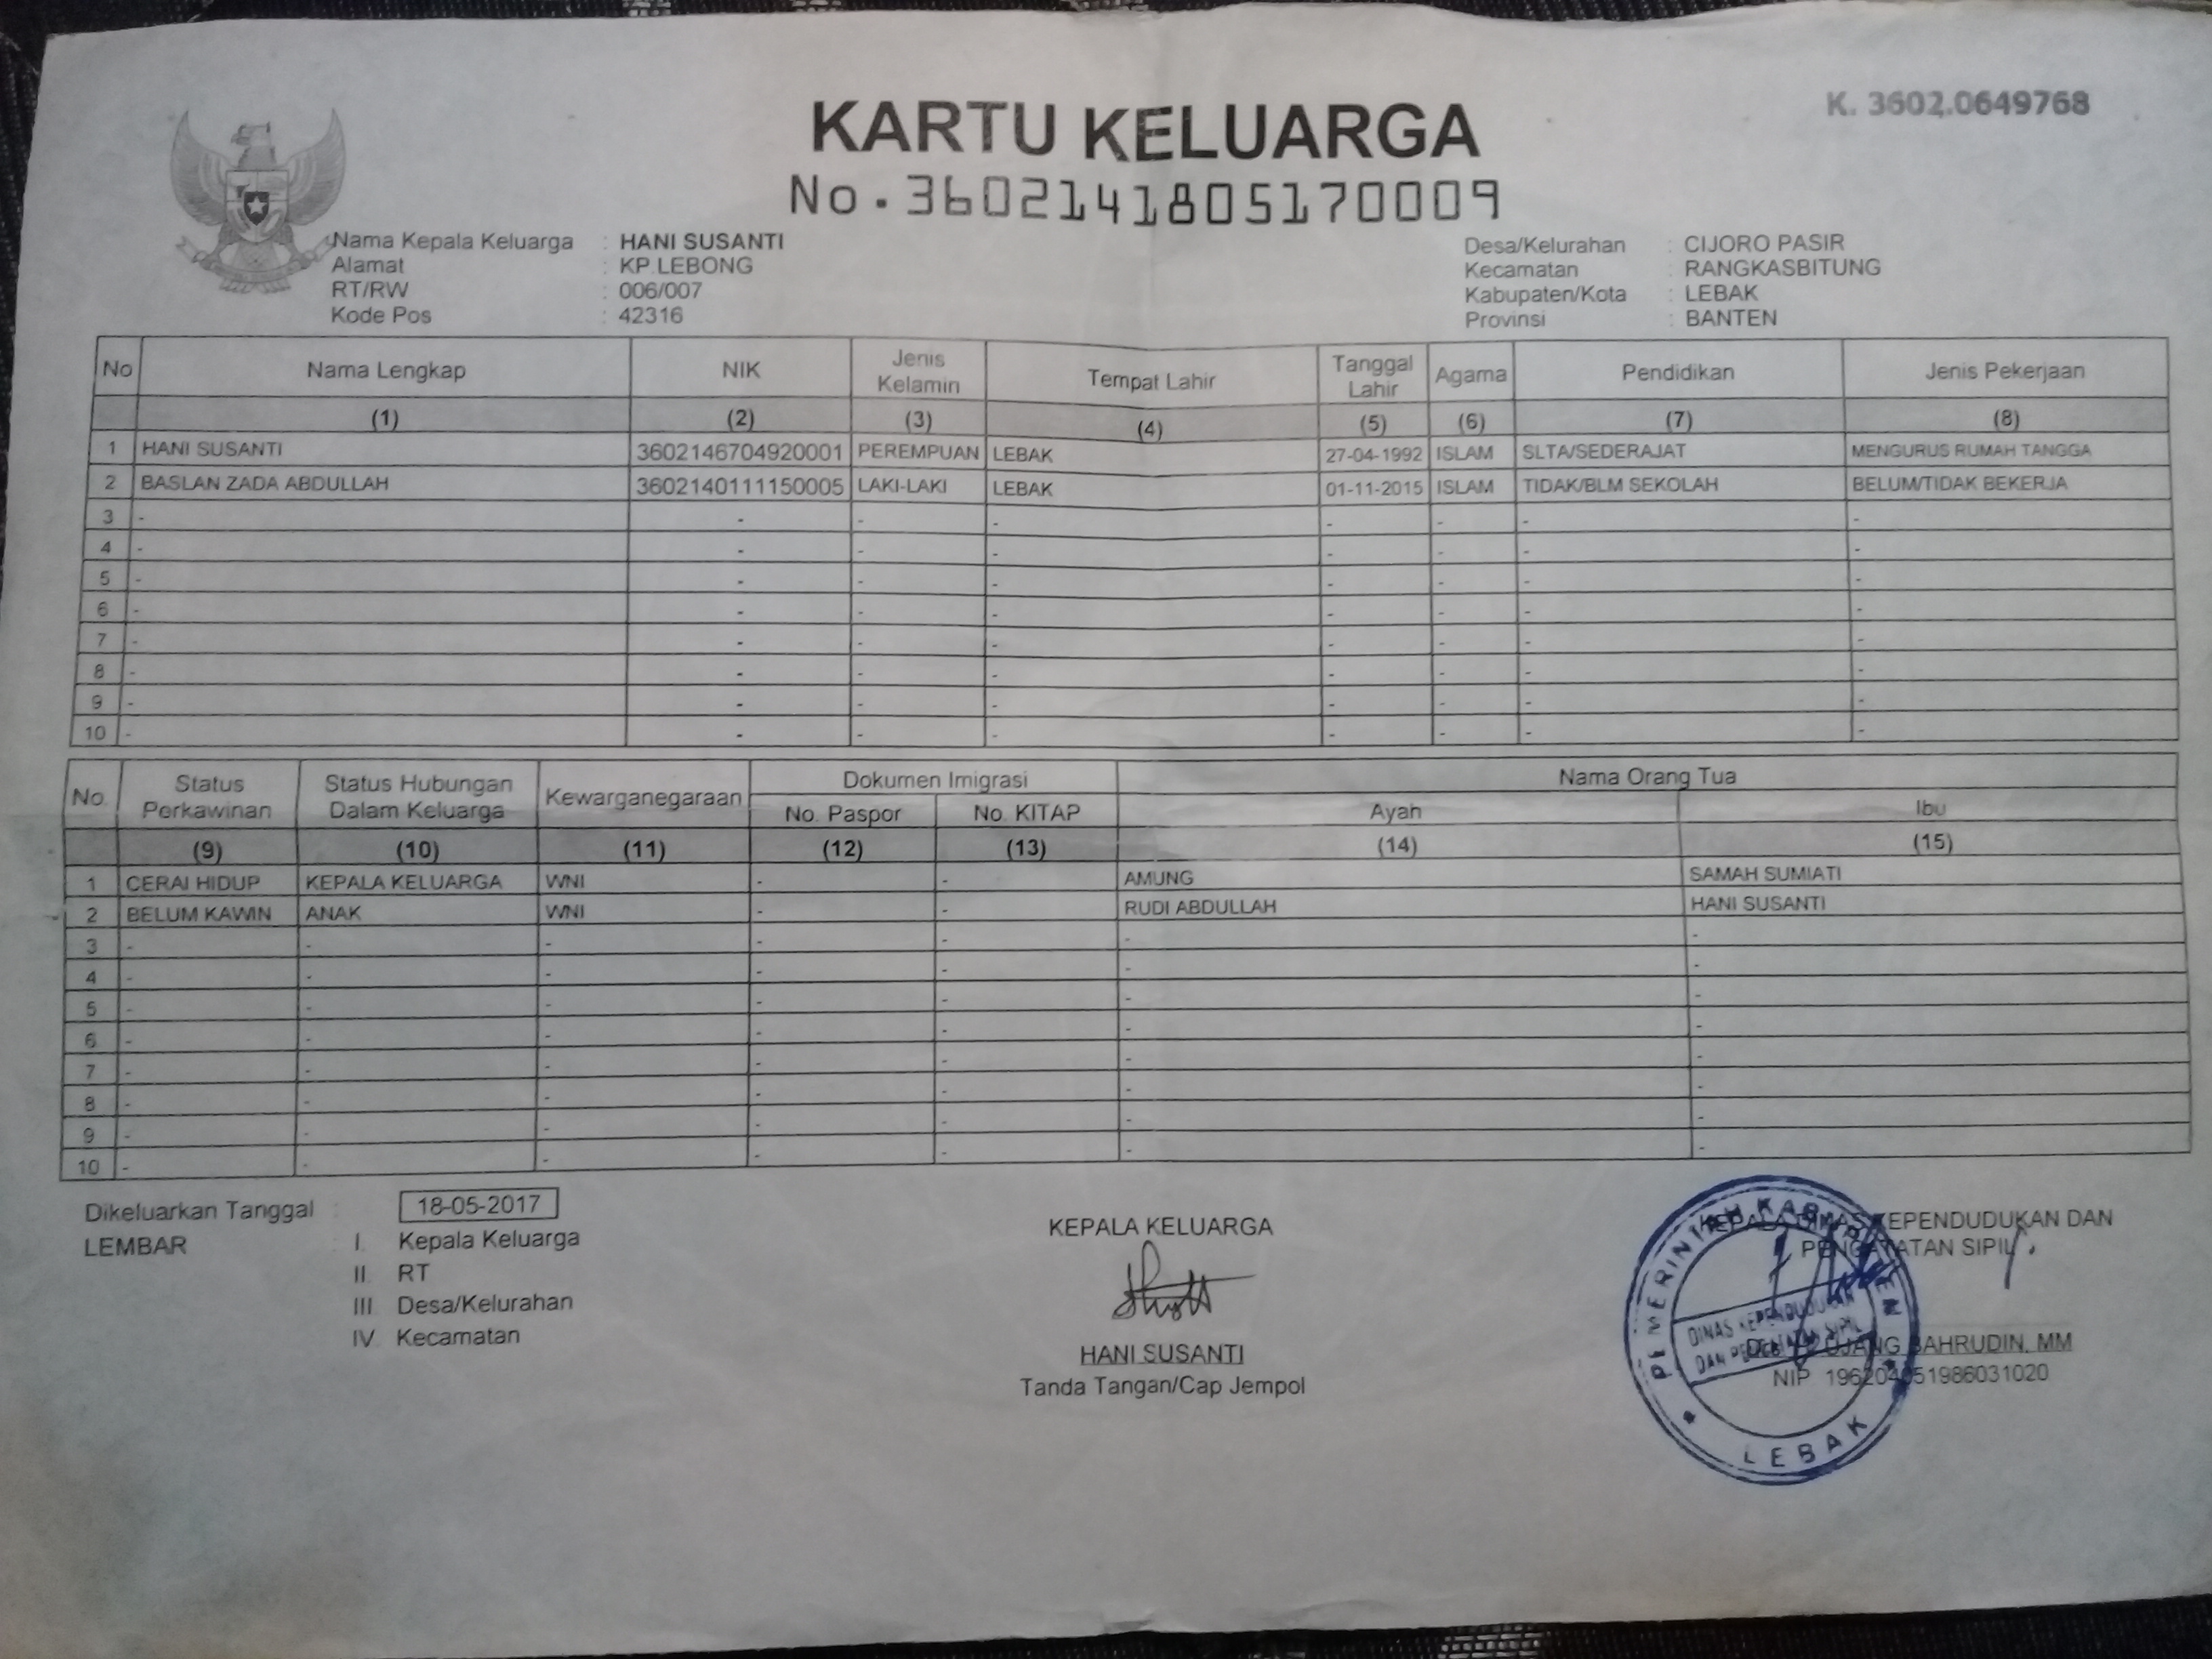 K. 3602.0649768
KARTU KELUARGA
No. 3602141805170009
Nama Kepala Keluarga : HANI SUSANTI
Alamat : KP.LEBONG
RT/RW : 006/007
Kode Pos : 42316
Desa/Kelurahan : CIJORO PASIR
Kecamatan : RANGKASBITUNG
Kabupaten/Kota : LEBAK
Provinsi : BANTEN
No Nama Lengkap NIK Jenis Kelamin Tempat Lahir Tanggal Lahir Agama Pendidikan Jenis Pekerjaan
(1) (2) (3) (4) (5) (6) (7) (8)
1 HANI SUSANTI 3602146704920001 PEREMPUAN LEBAK 27-04-1992 ISLAM SLTA/SEDERAJAT MENGURUS RUMAH TANGGA
2 BASLAN ZADA ABDULLAH 3602140111150005 LAKI-LAKI LEBAK 01-11-2015 ISLAM TIDAK/BLM SEKOLAH BELUM/TIDAK BEKERJA
3 - - - - - - - -
4 - - - - - - - -
5 - - - - - - - -
6 - - - - - - - -
7 - - - - - - - -
8 - - - - - - - -
9 - - - - - - - -
10 - - - - - - - -
No. Status Perkawinan Status Hubungan Dalam Keluarga Kewarganegaraan Dokumen Imigrasi Nama Orang Tua
No. Paspor No. KITAP Ayah Ibu
(9) (10) (11) (12) (13) (14) (15)
1 CERAI HIDUP KEPALA KELUARGA WNI - - AMUNG SAMAH SUMIATI
2 BELUM KAWIN ANAK WNI - - RUDI ABDULLAH HANI SUSANTI
3 - - - - - - -
4 - - - - - - -
5 - - - - - - -
6 - - - - - - -
7 - - - - - - -
8 - - - - - - -
9 - - - - - - -
10 - - - - - - -
Dikeluarkan Tanggal : 18-05-2017
LEMBAR I. Kepala Keluarga
II. RT
III Desa/Kelurahan
IV. Kecamatan
KEPALA KELUARGA
HANI SUSANTI
Tanda Tangan/Cap Jempol
KEPALA DINAS KEPENDUDUKAN DAN
PENCATATAN SIPIL
UJANG BAHRUDIN, MM
NIP 196204051986031020
PEMERINTAH KABUPATEN
DINAS KEPENDUDUKAN
DAN PENCATATAN SIPIL
LEBAK